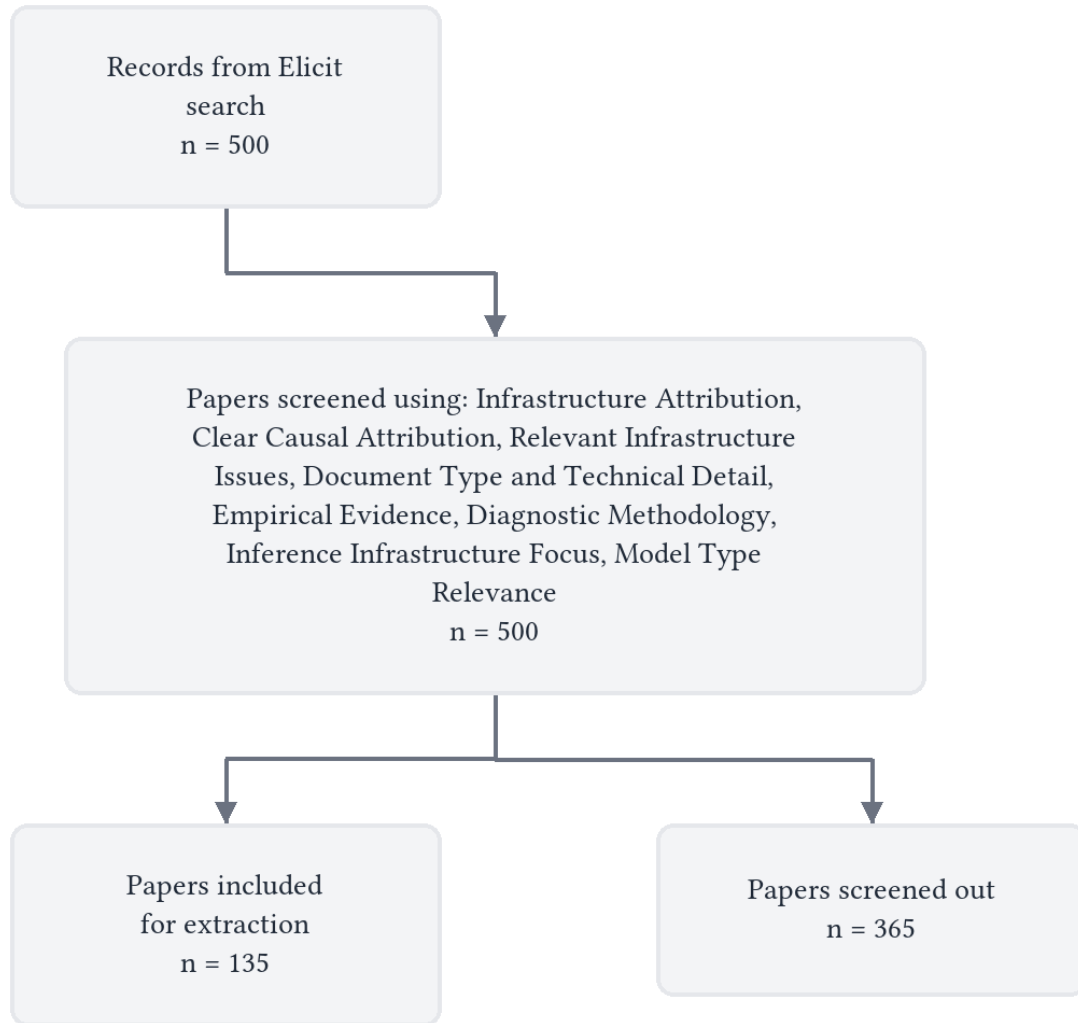 Records from Elicit
search
n = 500
Papers screened using: Infrastructure Attribution,
Clear Causal Attribution, Relevant Infrastructure
Issues, Document Type and Technical Detail,
Empirical Evidence, Diagnostic Methodology,
Inference Infrastructure Focus, Model Type
Relevance
n = 500
Papers included
for extraction
n = 135
Papers screened out
n = 365